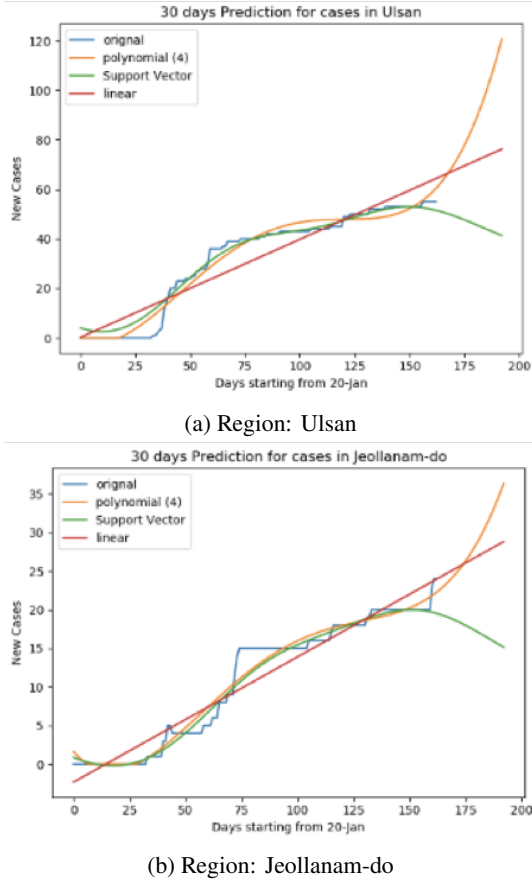 30 days Prediction for cases in Ulsan
orignal
polynomial (4)
Support Vector
linear
120
100
80
60
40
20
0
New Cases
0 25 50 75 100 125 150 175 200
Days starting from 20-Jan
(a) Region: Ulsan
30 days Prediction for cases in Jeollanam-do
orignal
polynomial (4)
Support Vector
linear
35
30
25
20
15
10
5
0
New Cases
0 25 50 75 100 125 150 175 200
Days starting from 20-Jan
(b) Region: Jeollanam-do